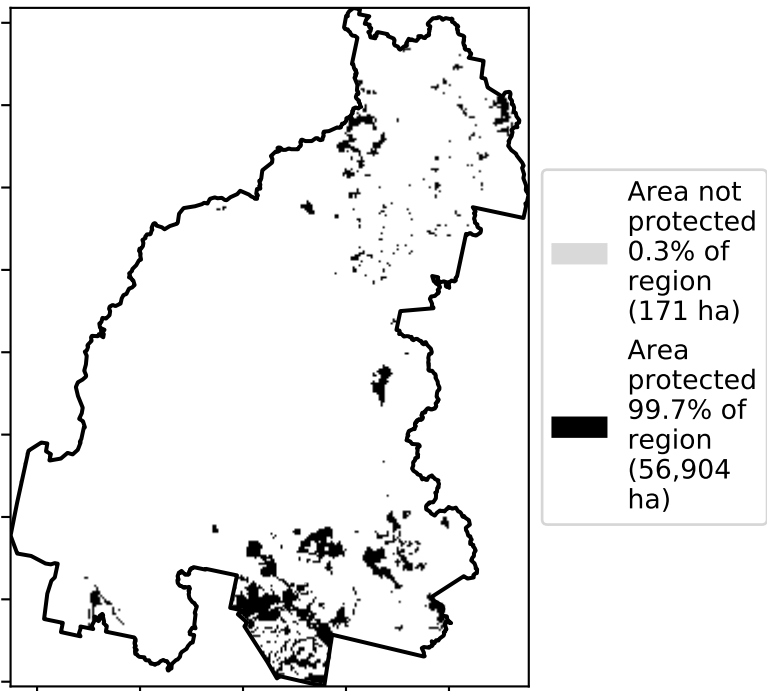 Area not
protected
0.3% of
region
(171 ha)
Area
protected
99.7% of
region
(56,904
ha)